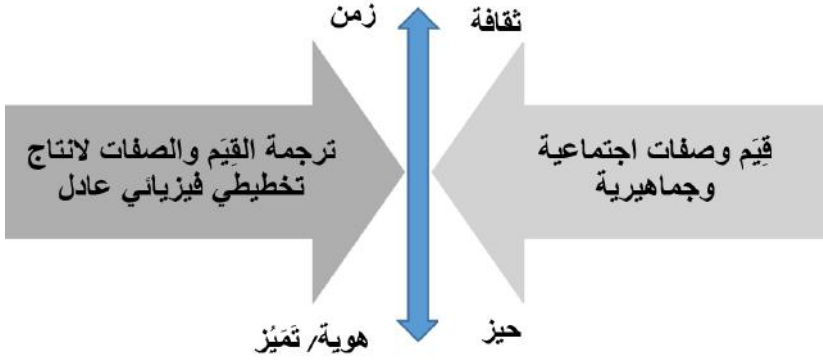 ثقافة
زمن
قِيَم وصفات اجتماعية
وجماهيرية
ترجمة القِيَم والصفات لانتاج
تخطيطي فيزيائي عادل
حيز
هوية/ تَمَيُز